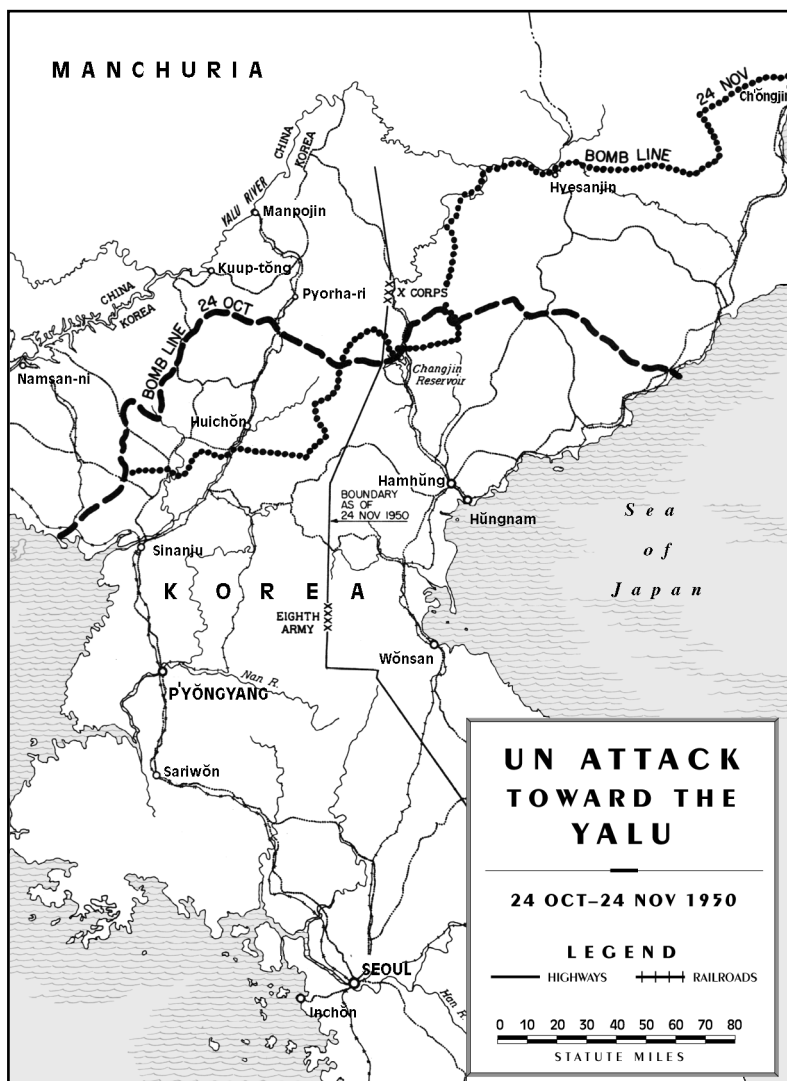 MANCHURIA
24 NOV
Ch'ŏngjin
BOMB LINE
Hyesanjin
CHINA
KOREA
YALU RIVER
Manpojin
Kuup-tŏng
Pyorha-ri
XXX
X CORPS
CHINA
KOREA
24 OCT
BOMB LINE
Namsan-ni
Changjin
Reservoir
Huichŏn
Hamhŭng
BOUNDARY
AS OF
24 NOV 1950
Hŭngnam
Sea
of
Japan
Sinanju
KOREA
EIGHTH
ARMY
XXXX
Wŏnsan
Nan R.
P'YŎNGYANG
Sariwŏn
SEOUL
Inchŏn
Han R.
UN ATTACK
TOWARD THE
YALU
24 OCT–24 NOV 1950
LEGEND
HIGHWAYS
RAILROADS
0 10 20 30 40 50 60 70 80
STATUTE MILES